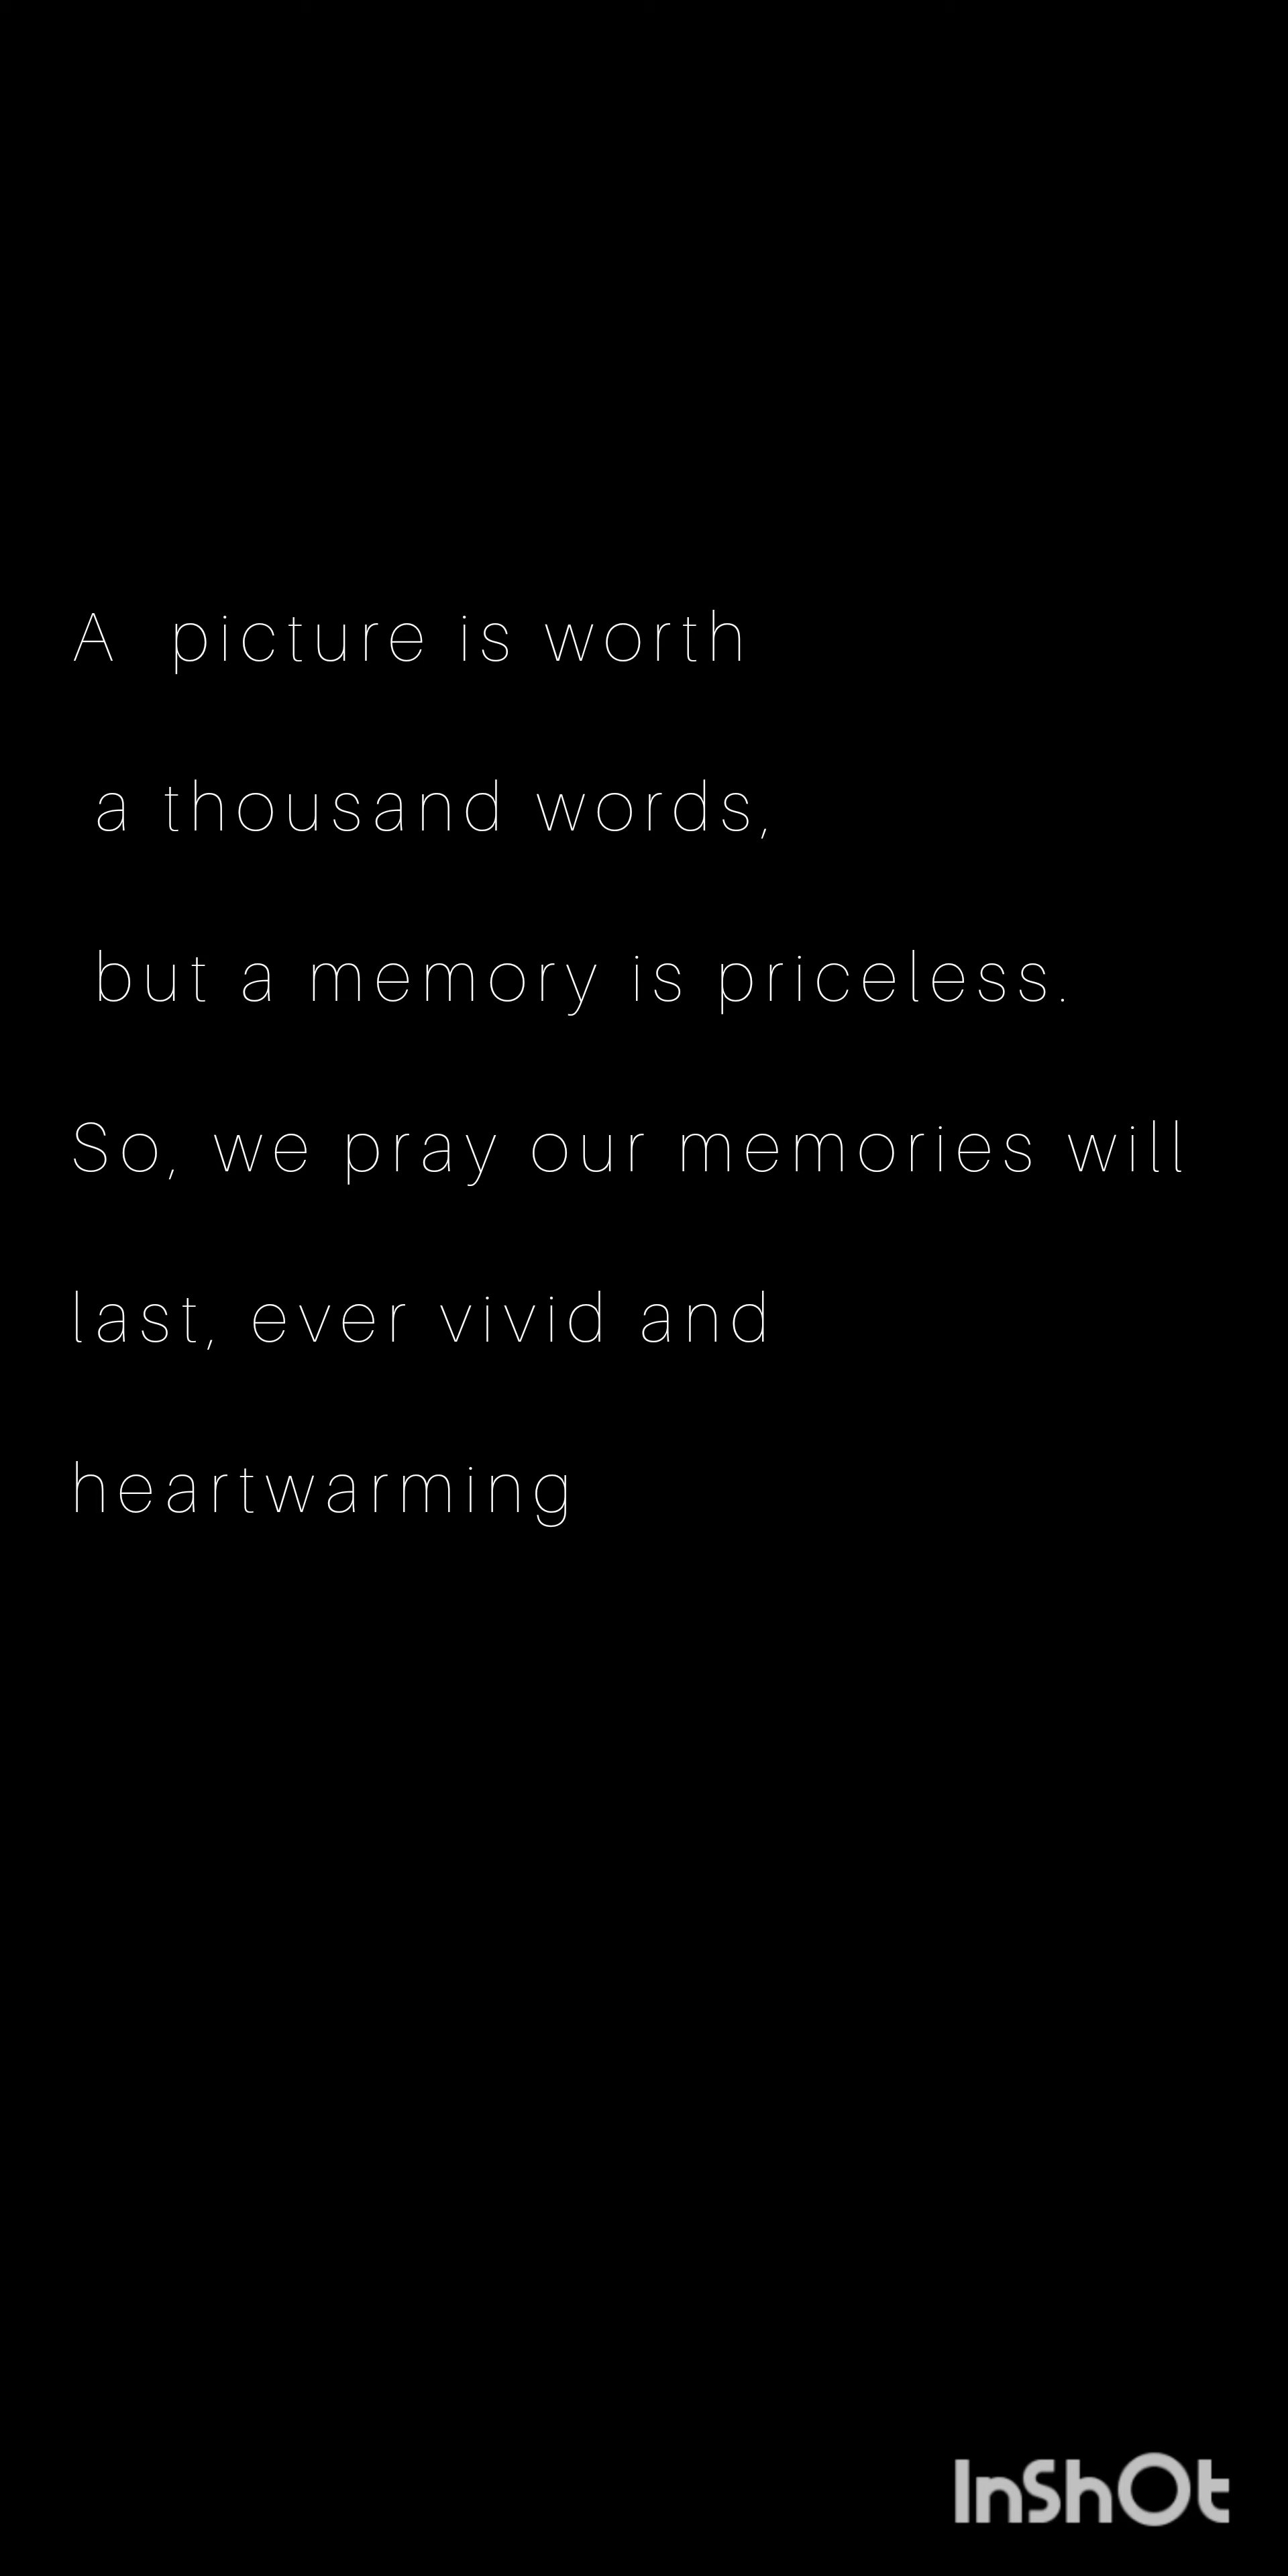 A  picture is worth
a thousand words,
but a memory is priceless.
So, we pray our memories will
last, ever vivid and
heartwarming
InShOt